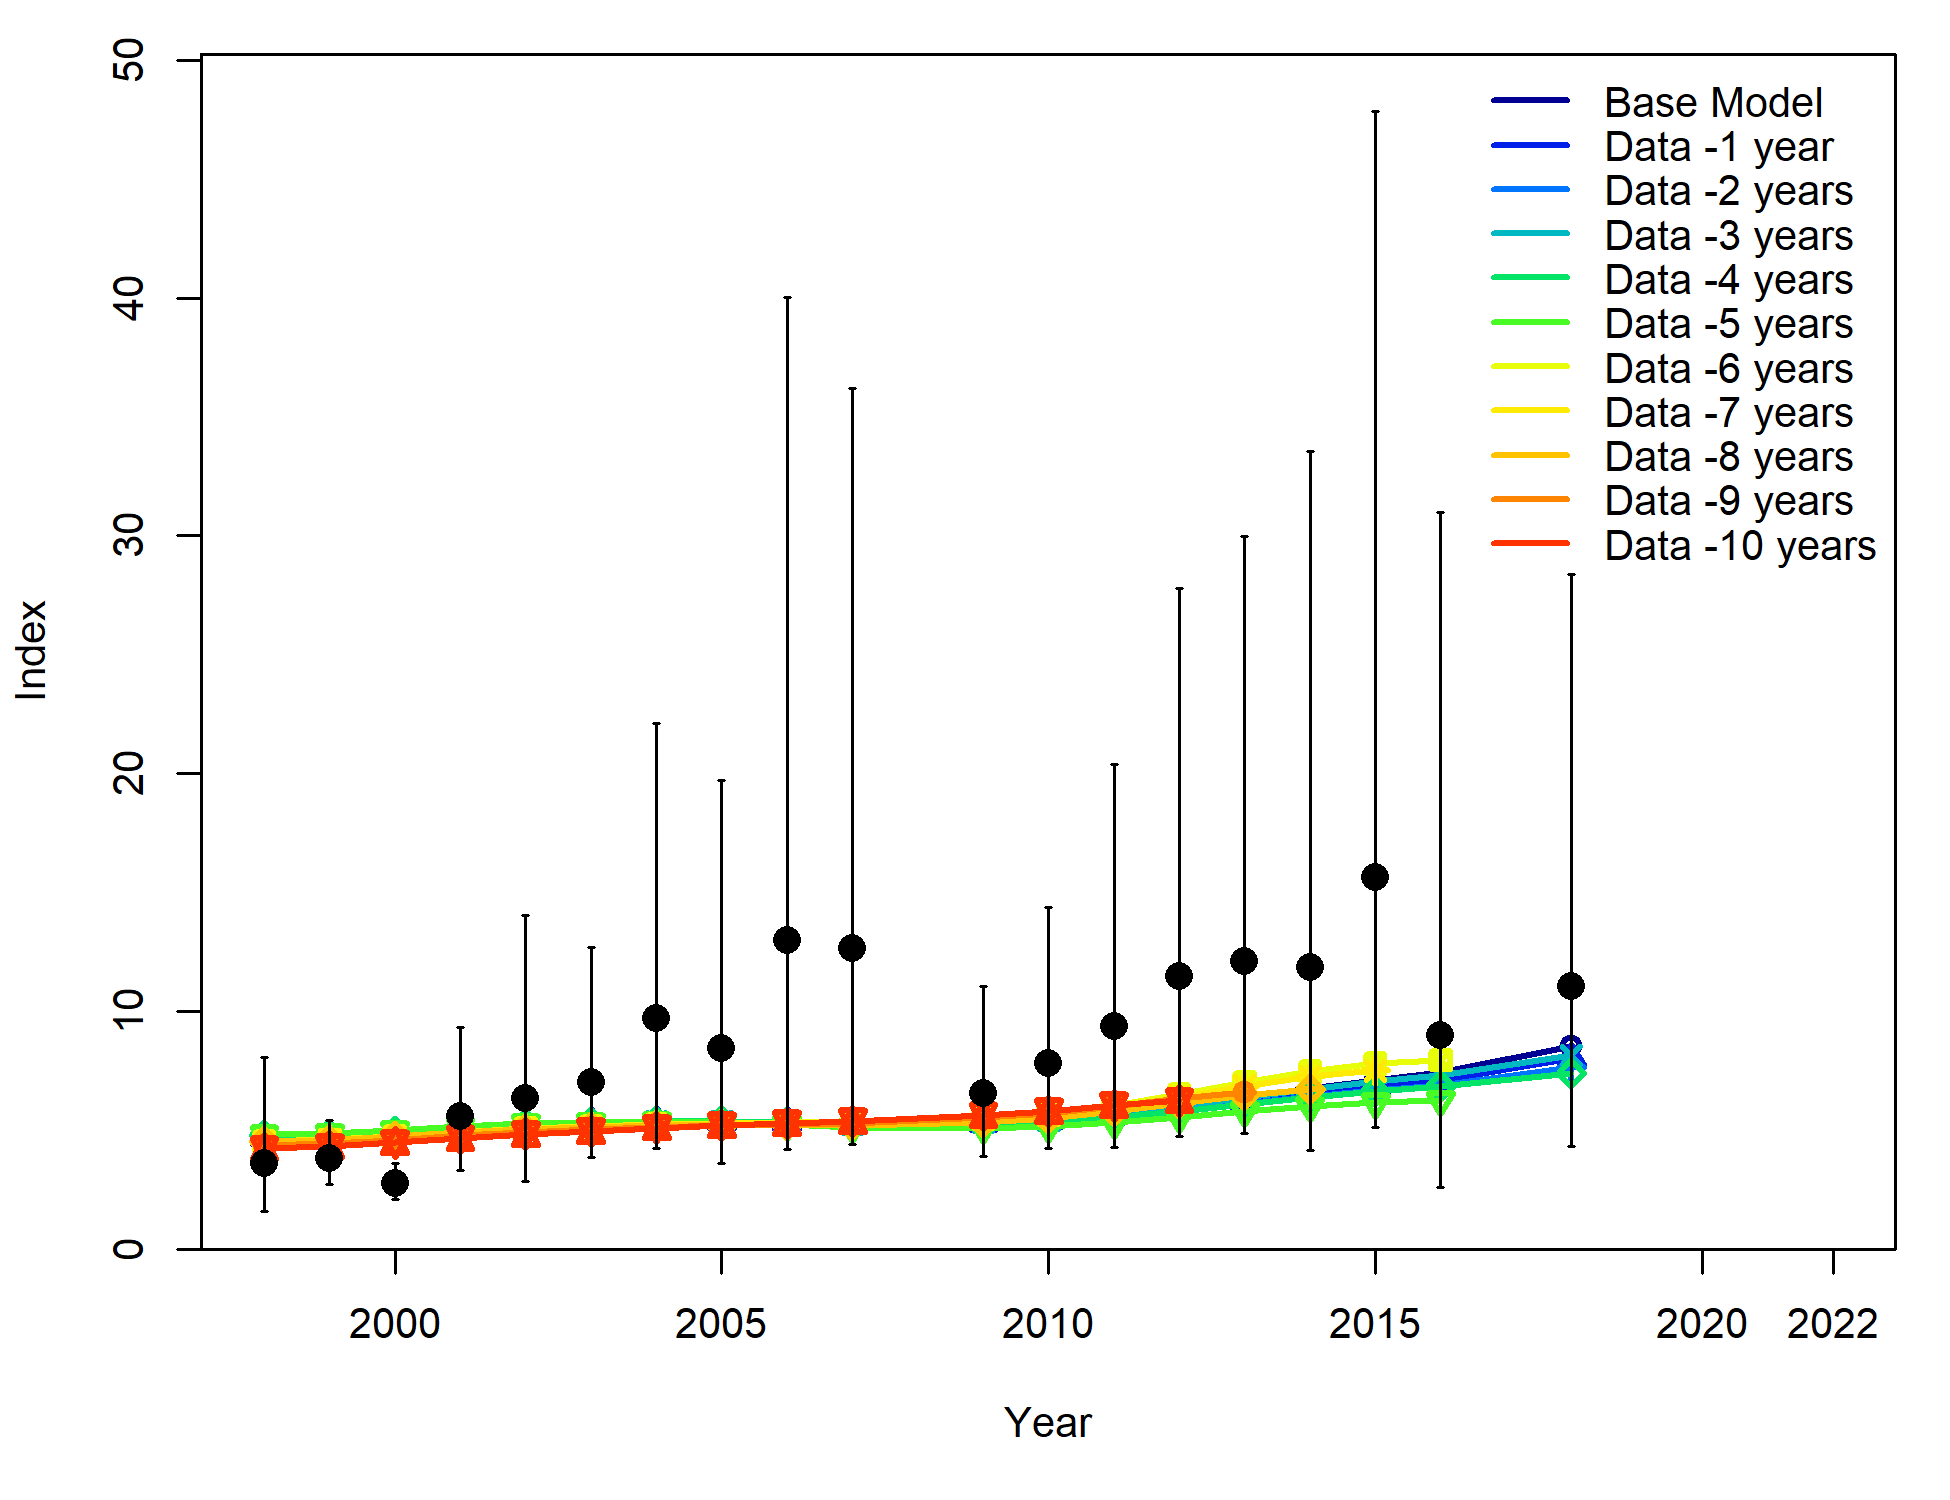 50
40
30
20
10
0
Index
Base Model
Data -1 year
Data -2 years
Data -3 years
Data -4 years
Data -5 years
Data -6 years
Data -7 years
Data -8 years
Data -9 years
Data -10 years
2000 2005 2010 2015 2020 2022
Year